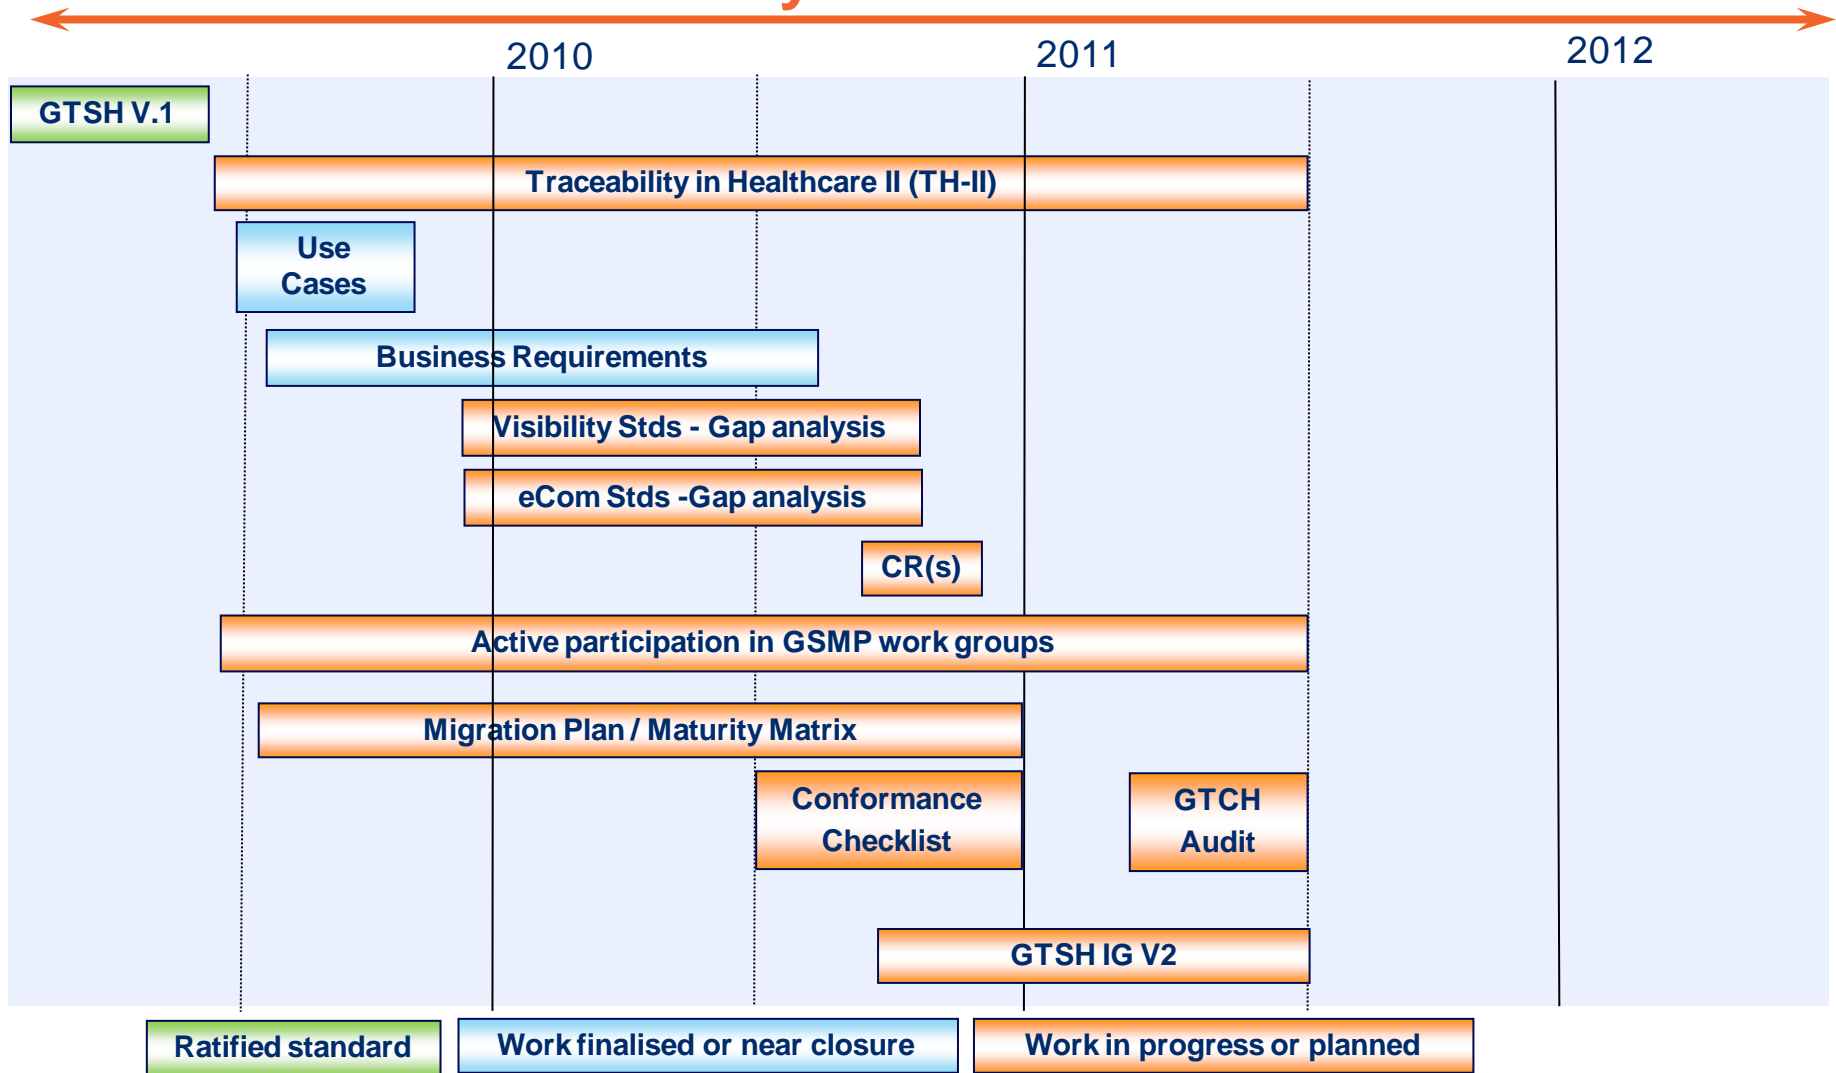 2010
2011
2012
GTSH V.1
Traceability in Healthcare II (TH-II)
Use
Cases
Business Requirements
Visibility Stds - Gap analysis
eCom Stds -Gap analysis
CR(s)
Active participation in GSMP work groups
Migration Plan / Maturity Matrix
Conformance
Checklist
GTCH
Audit
GTSH IG V2
Ratified standard
Work finalised or near closure
Work in progress or planned